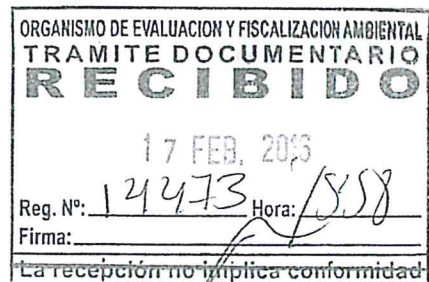 ORGANISMO DE EVALUACION Y FISCALIZACION AMBIENTAL
TRAMITE DOCUMENTARIO
RECIBIDO
17 FEB. 20
Reg. Nº: 14473 Hora:
Firma:
La recepción no implica conformidad